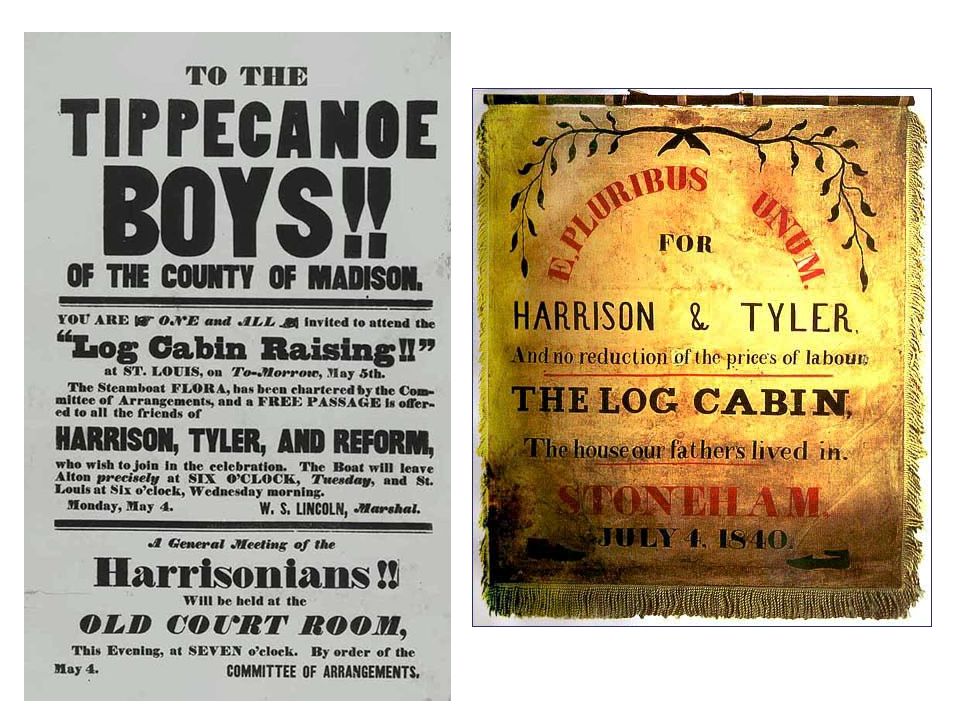 TO THE
TIPPECANOE
BOYS!!
OF THE COUNTY OF MADISON.
YOU ARE ☞ ONE and ALL ☜ invited to attend the
"Log Cabin Raising!!"
at ST. LOUIS, on To-Morrow, May 5th.
The Steamboat FLORA, has been chartered by the Com-
mittee of Arrangements, and a FREE PASSAGE is offer-
ed to all the friends of
HARRISON, TYLER, AND REFORM,
who wish to join in the celebration. The Boat will leave
Alton precisely at SIX O'CLOCK, Tuesday, and St.
Louis at Six o'clock, Wednesday morning.
Monday, May 4. W. S. LINCOLN, Marshal.
A General Meeting of the
Harrisonians!!
Will be held at the
OLD COURT ROOM,
This Evening, at SEVEN o'clock. By order of the
May 4. COMMITTEE OF ARRANGEMENTS.
E, PLURIBUS UNUM.
FOR
HARRISON & TYLER,
And no reduction of the prices of labour,
THE LOG CABIN,
The house our fathers lived in.
STONEHAM.
JULY 4, 1840.